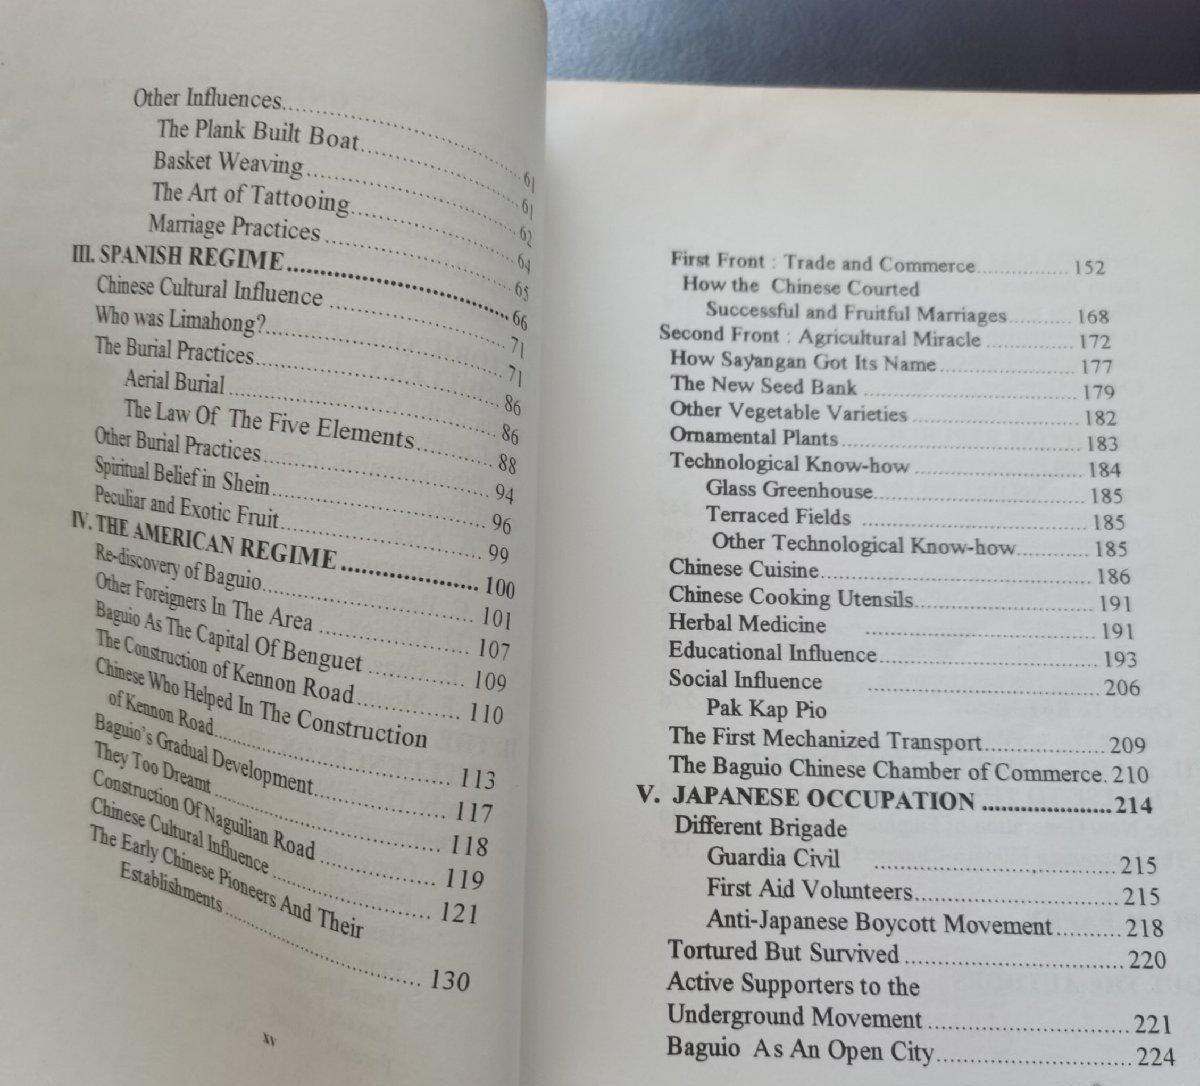 Other Influences.......... 61
The Plank Built Boat.......... 61
Basket Weaving.......... 62
The Art of Tattooing.......... 64
Marriage Practices.......... 65
III. SPANISH REGIME.......... 66
Chinese Cultural Influence .......... 71
Who was Limahong?.......... 71
The Burial Practices.......... 86
Aerial Burial .......... 86
The Law Of The Five Elements.......... 88
Other Burial Practices.......... 94
Spiritual Belief in Shein.......... 96
Peculiar and Exotic Fruit.......... 99
IV. THE AMERICAN REGIME.......... 100
Re-discovery of Baguio.......... 101
Other Foreigners In The Area .......... 107
Baguio As The Capital Of Benguet .......... 109
The Construction of Kennon Road.......... 110
Chinese Who Helped In The Construction
of Kennon Road.......... 113
Baguio's Gradual Development.......... 117
They Too Dreamt .......... 118
Construction Of Naguilian Road .......... 119
Chinese Cultural Influence .......... 121
The Early Chinese Pioneers And Their
Establishments .......... 130
xv
First Front : Trade and Commerce.......... 152
How the Chinese Courted
Successful and Fruitful Marriages.......... 168
Second Front : Agricultural Miracle .......... 172
How Sayangan Got Its Name .......... 177
The New Seed Bank .......... 179
Other Vegetable Varieties .......... 182
Ornamental Plants .......... 183
Technological Know-how .......... 184
Glass Greenhouse.......... 185
Terraced Fields .......... 185
Other Technological Know-how.......... 185
Chinese Cuisine.......... 186
Chinese Cooking Utensils.......... 191
Herbal Medicine .......... 191
Educational Influence.......... 193
Social Influence .......... 206
Pak Kap Pio
The First Mechanized Transport.......... 209
The Baguio Chinese Chamber of Commerce. 210
V. JAPANESE OCCUPATION ..........214
Different Brigade
Guardia Civil .......... 215
First Aid Volunteers.......... 215
Anti-Japanese Boycott Movement.......... 218
Tortured But Survived .......... 220
Active Supporters to the
Underground Movement .......... 221
Baguio As An Open City.......... 224